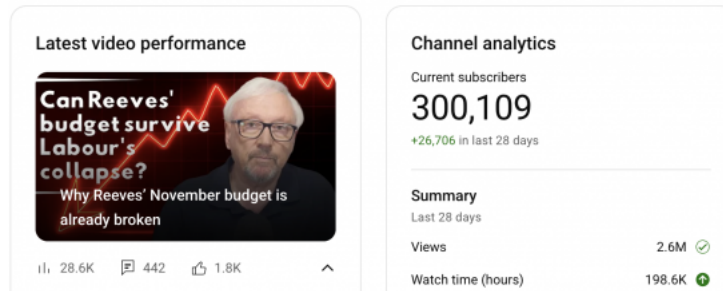 Latest video performance
Can Reeves'
budget survive
Labour's
collapse?
Why Reeves' November budget is
already broken
28.6K 442 1.8K
Channel analytics
Current subscribers
300,109
+26,706 in last 28 days
Summary
Last 28 days
Views 2.6M
Watch time (hours) 198.6K